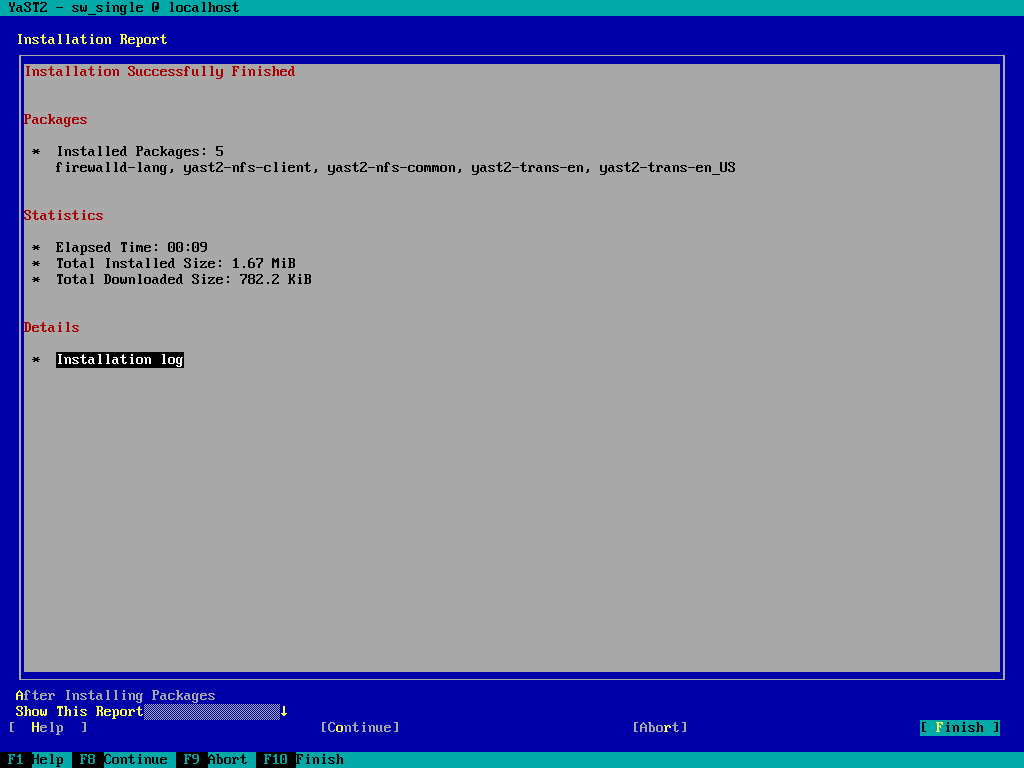 YaST2 - sw_single @ localhost
Installation Report
Installation Successfully Finished
Packages
* Installed Packages: 5
firewalld-lang, yast2-nfs-client, yast2-nfs-common, yast2-trans-en, yast2-trans-en_US
Statistics
* Elapsed Time: 00:09
* Total Installed Size: 1.67 MiB
* Total Downloaded Size: 782.2 KiB
Details
* Installation log
After Installing Packages
Show This Report↓
[ Help ] [Continue] [Abort] [ Finish ]
F1 Help F8 Continue F9 Abort F10 Finish